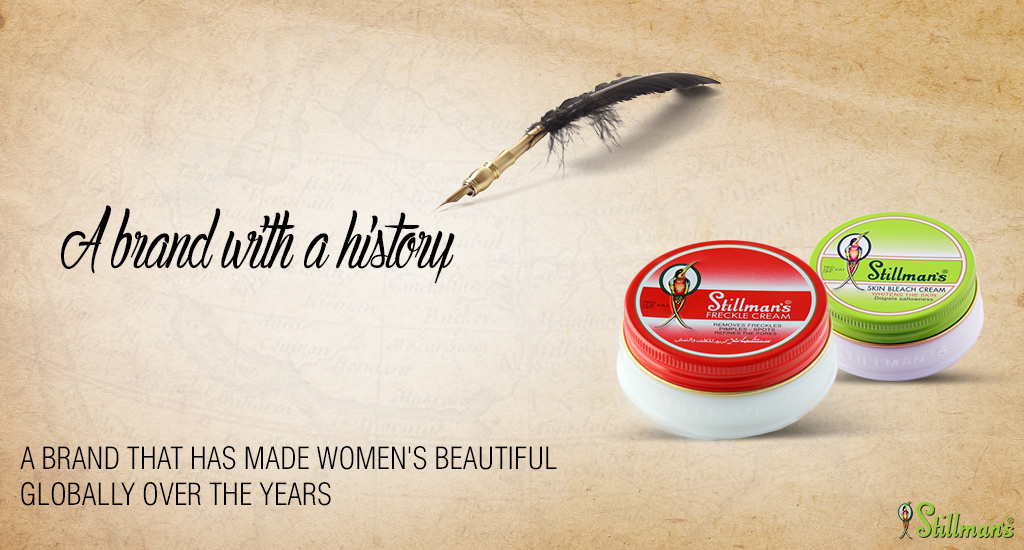 A brand with a history
Stillman's®
SKIN BLEACH CREAM
WHITENS THE SKIN
Dispels sallowness
Stillman's®
FRECKLE CREAM
REMOVES FRECKLES
PIMPLES - SPOTS
REFINES THE PORES
STILLMAN'S
A BRAND THAT HAS MADE WOMEN'S BEAUTIFUL
GLOBALLY OVER THE YEARS
Stillman's®